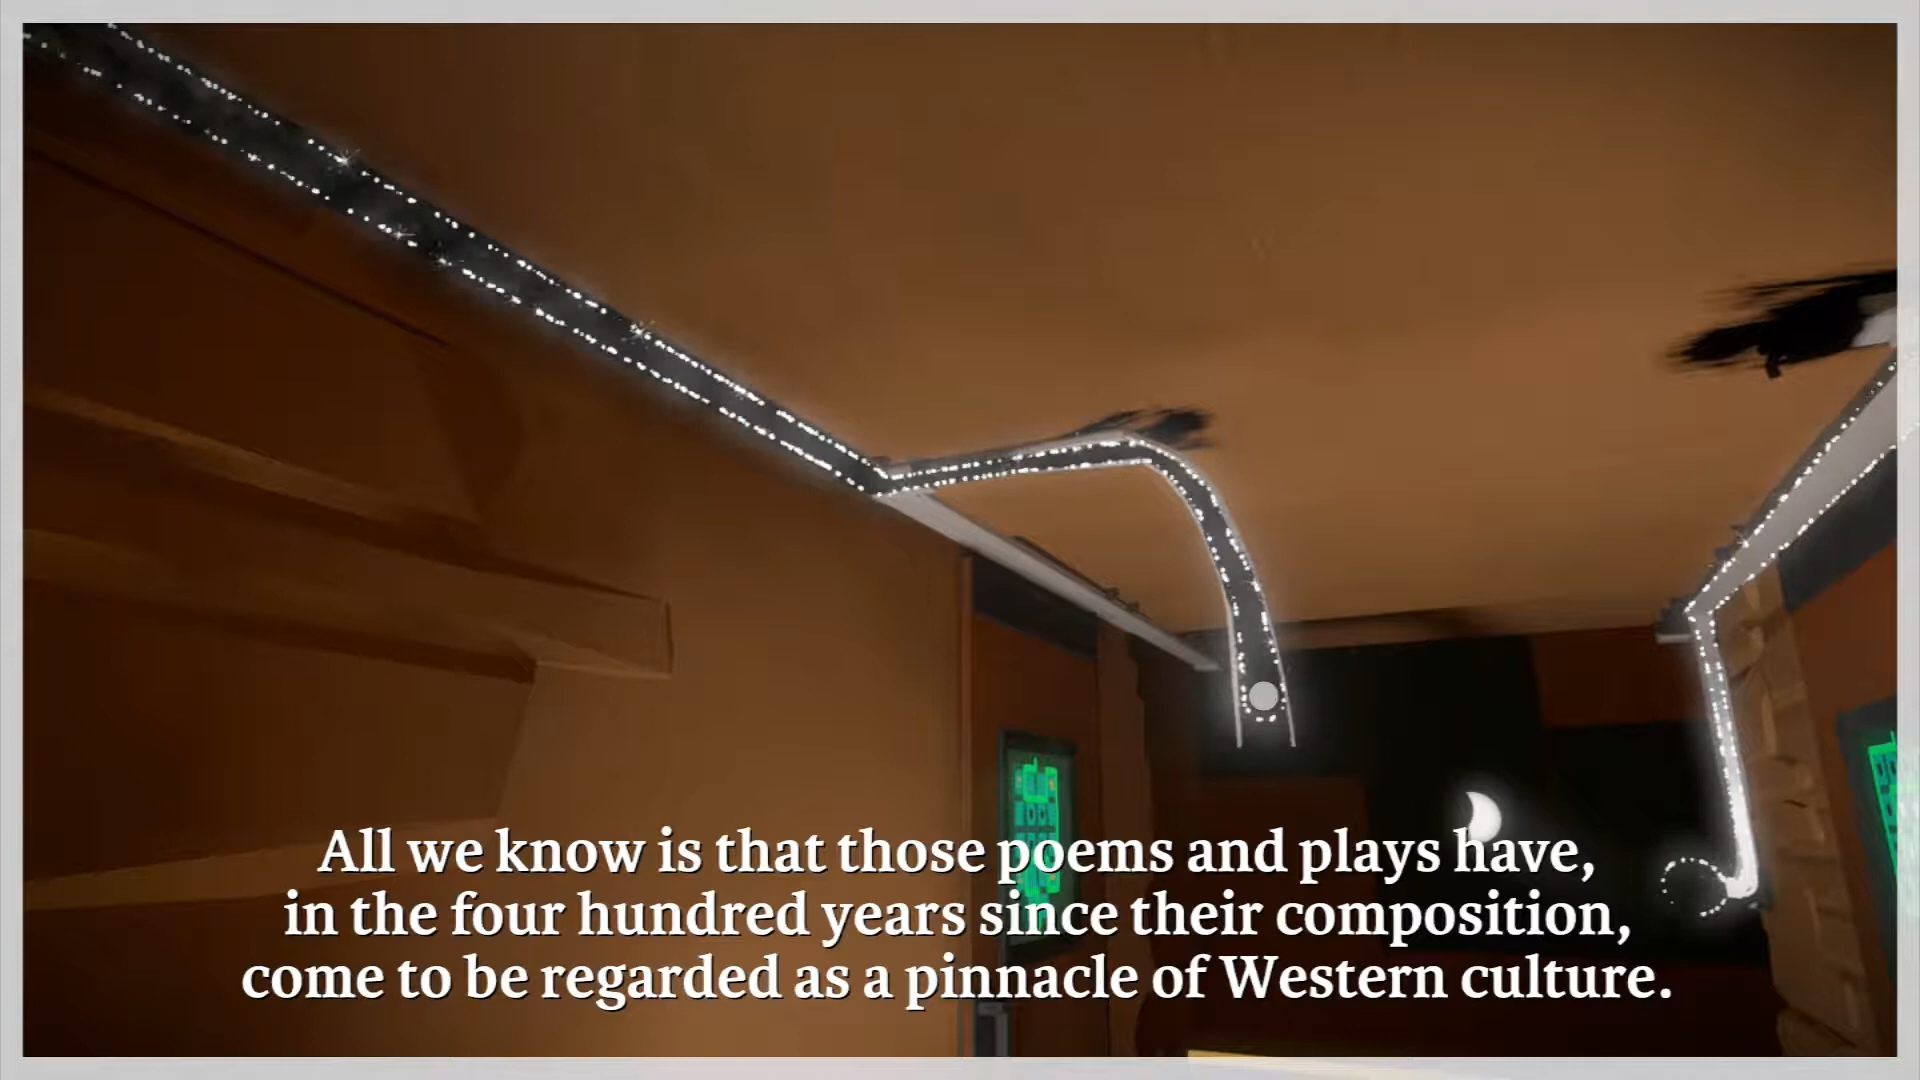 All we know is that those poems and plays have,
in the four hundred years since their composition,
come to be regarded as a pinnacle of Western culture.